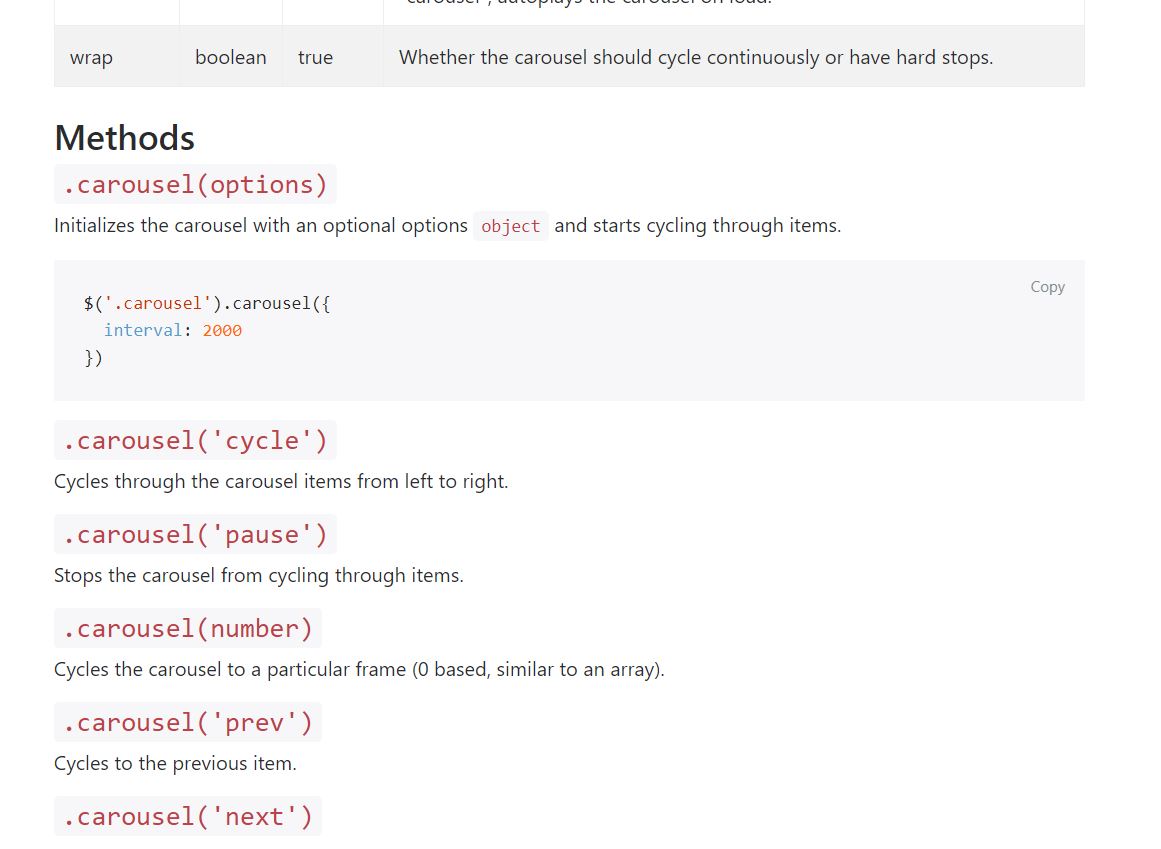 "carousel", autoplays the carousel on load.
wrap boolean true Whether the carousel should cycle continuously or have hard stops.
Methods
.carousel(options)
Initializes the carousel with an optional options object and starts cycling through items.
Copy
$('.carousel').carousel({
  interval: 2000
})
.carousel('cycle')
Cycles through the carousel items from left to right.
.carousel('pause')
Stops the carousel from cycling through items.
.carousel(number)
Cycles the carousel to a particular frame (0 based, similar to an array).
.carousel('prev')
Cycles to the previous item.
.carousel('next')